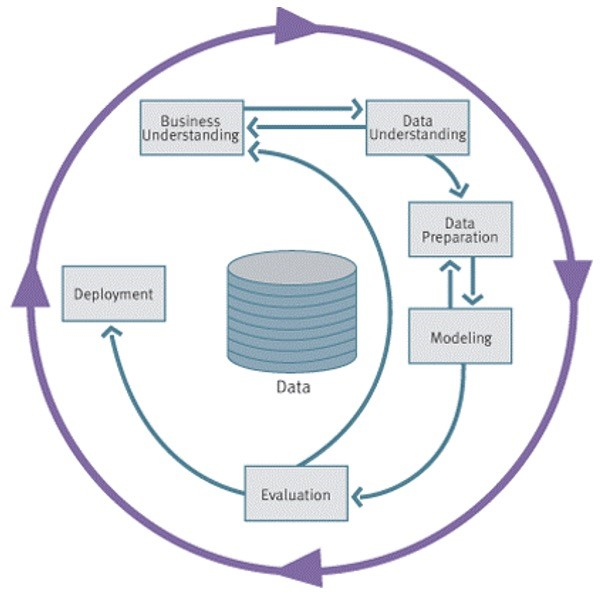 Business
Understanding
Data
Understanding
Data
Preparation
Deployment
Modeling
Data
Evaluation